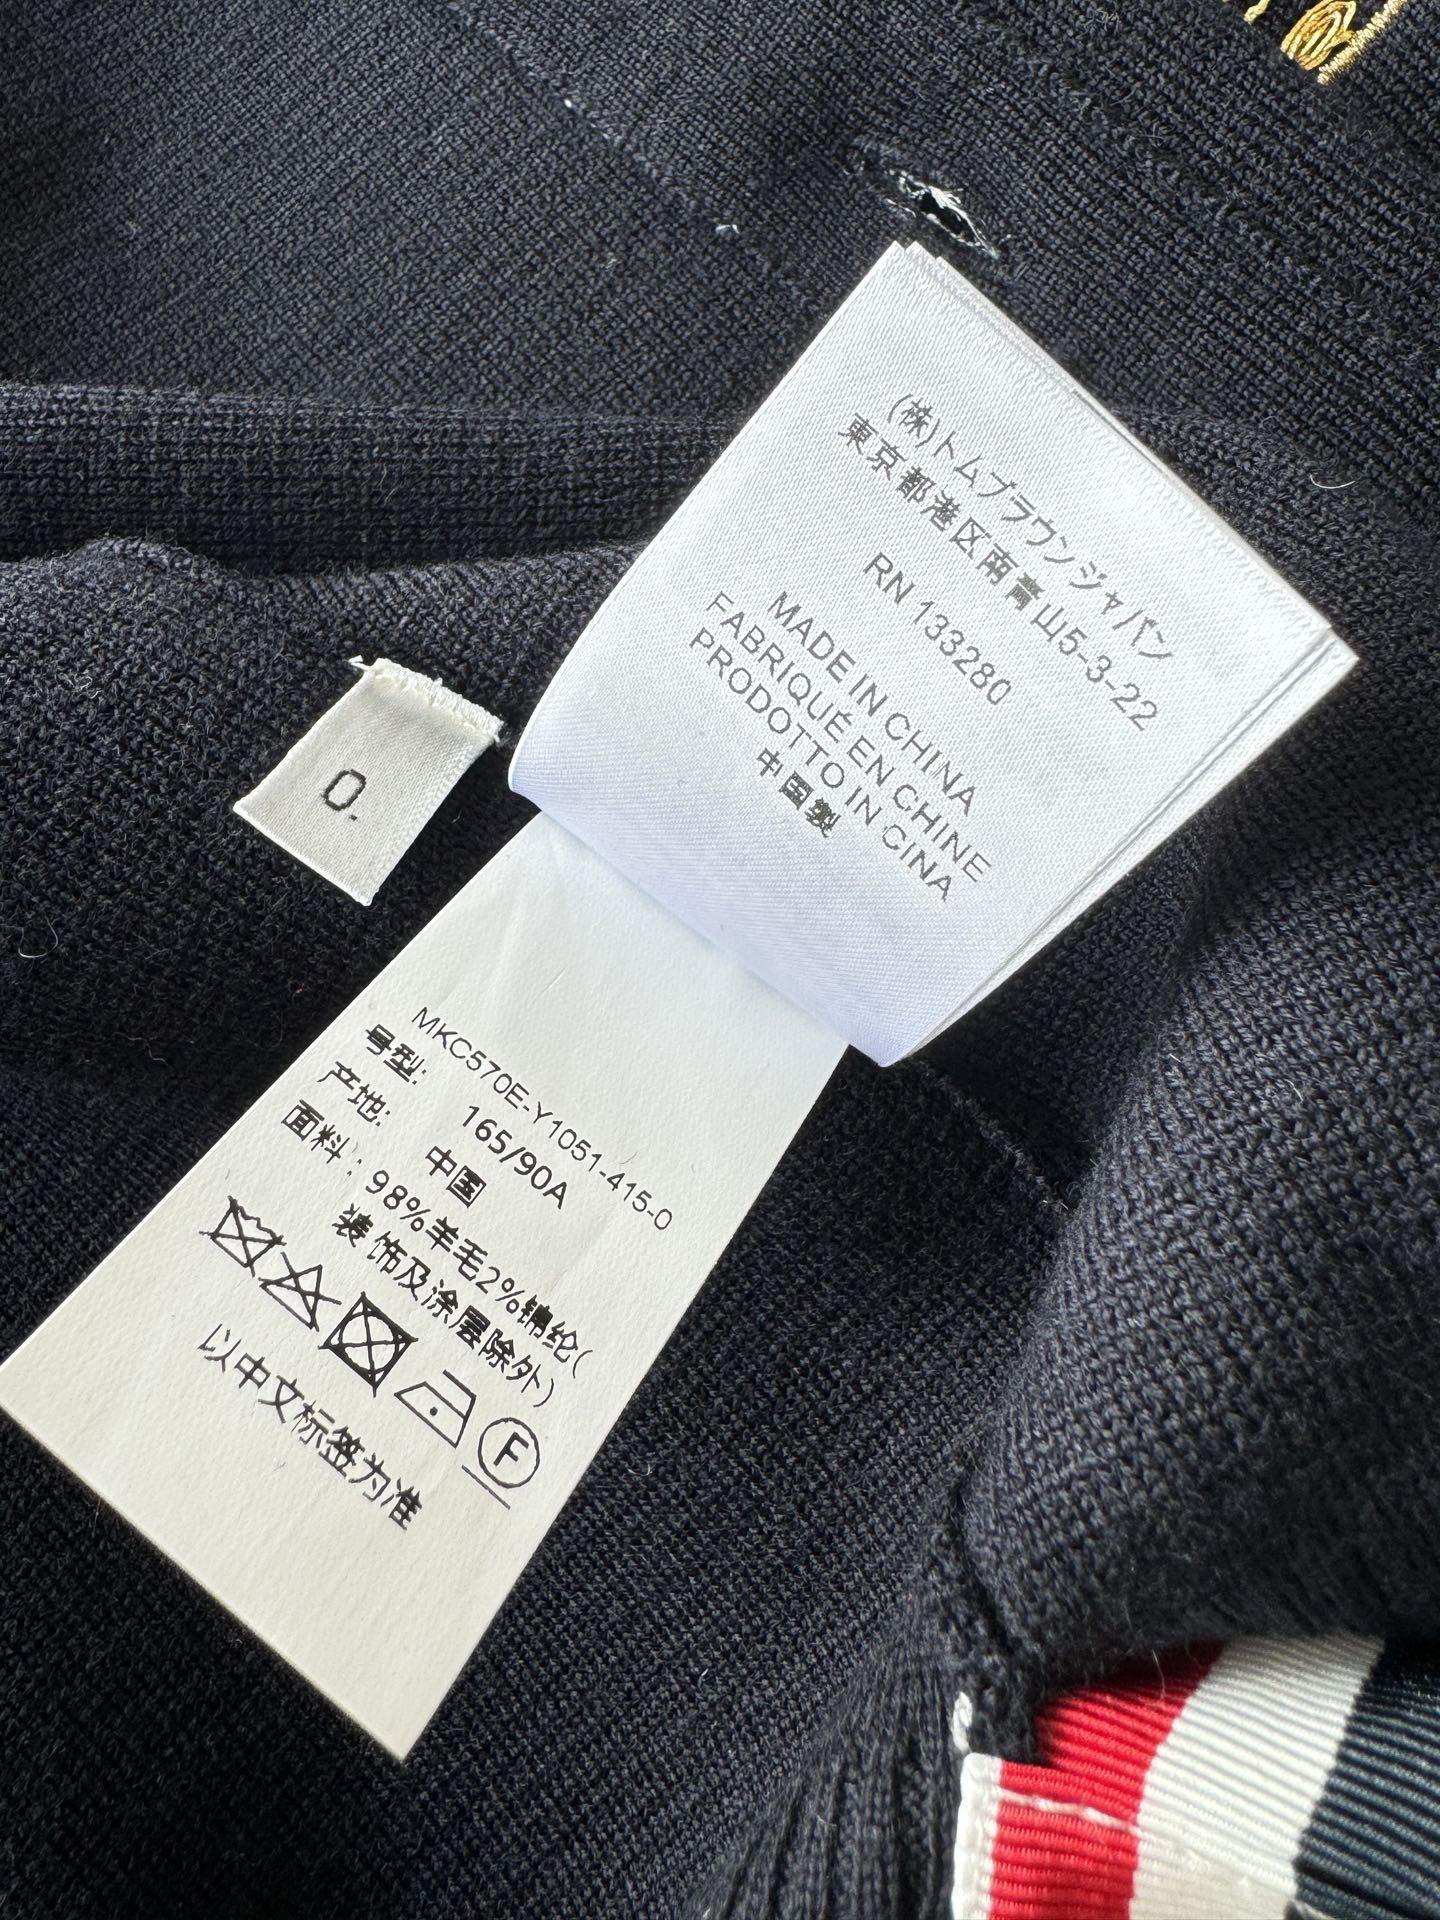 (株)トムブラウンジャパン
東京都港区南青山5-3-22
RN 133280
MADE IN CHINA
FABRIQUÉ EN CHINE
PRODOTTO IN CINA
中国製
0.
MKC570E-Y1051-415-0
号型: 165/90A
产地: 中国
面料: 98%羊毛2%锦纶(
装饰及涂层除外)
F
以中文标签为准